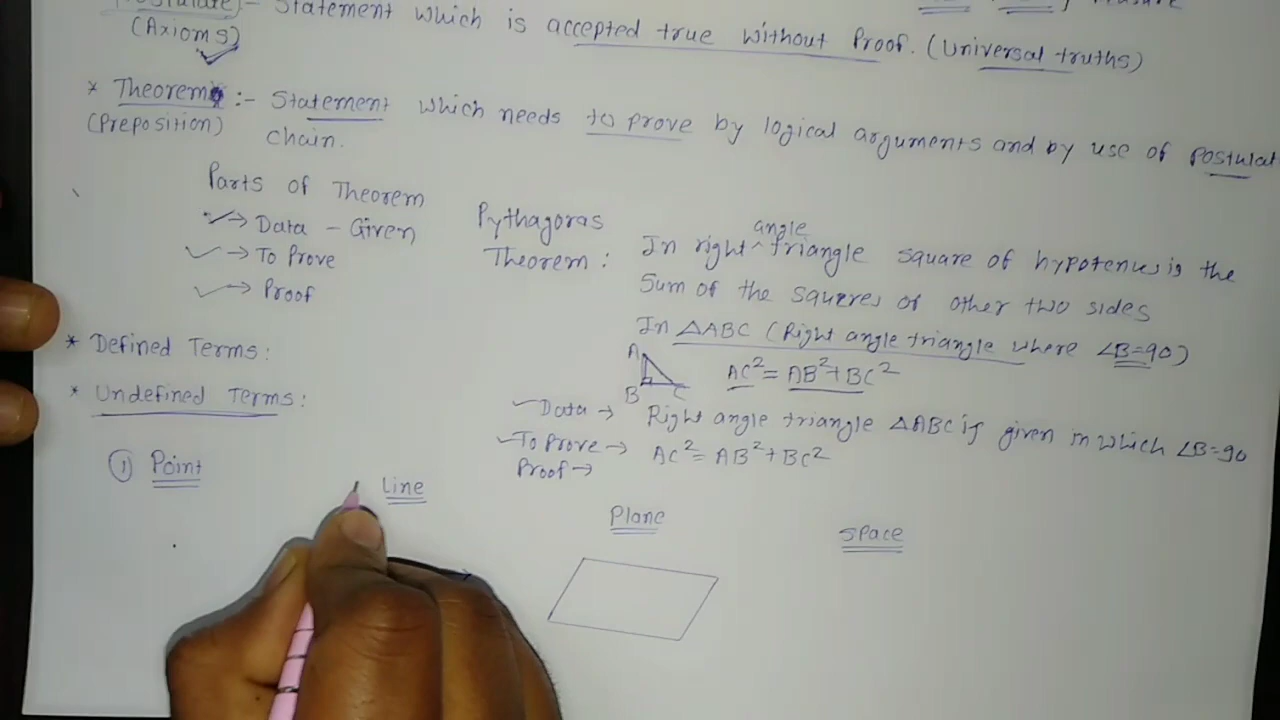 Statement which is accepted true without Proof. (Universal truths)
(Axioms)
* Theorem :- Statement which needs to prove by logical arguments and by use of Postulat
(Preposition) chain.
Parts of Theorem
→ Data - Given
→ To Prove
→ Proof
Pythagoras
Theorem : In right ^ triangle square of hypotenus is the
angle
Sum of the squeres of other two sides
In △ABC (Right angle triangle where ∠B=90)
A
B C
AC²= AB²+BC²
Data → Right angle triangle △ABC is given in which ∠B=90
To Prove → AC²= AB²+BC²
Proof →
* Defined Terms:
* Undefined Terms:
① Point
Line
Plane
Space